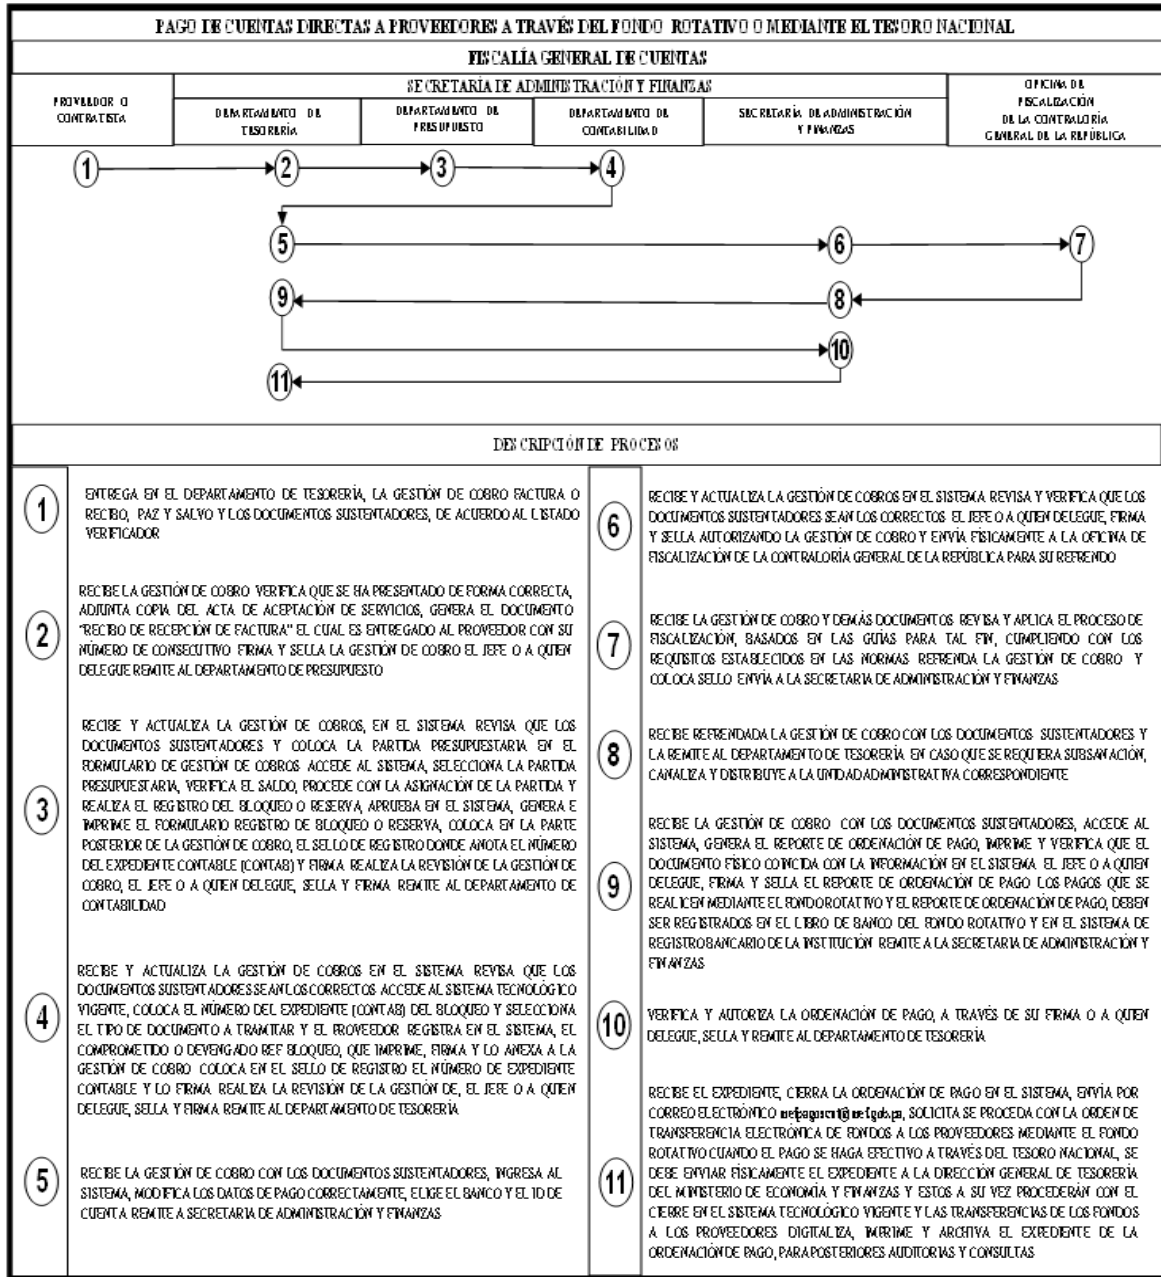 PAGO DE CUENTAS DIRECTAS A PROVEEDORES A TRAVÉS DEL FONDO ROTATIVO O MEDIANTE EL TESORO NACIONAL
FISCALÍA GENERAL DE CUENTAS
PROVEEDOR O
CONTRATISTA
SECRETARÍA DE ADMINISTRACIÓN Y FINANZAS
DEPARTAMENTO DE
TESORERÍA
DEPARTAMENTO DE
PRESUPUESTO
DEPARTAMENTO DE
CONTABILIDAD
SECRETARÍA DE ADMINISTRACIÓN
Y FINANZAS
OFICINA DE
FISCALIZACIÓN
DE LA CONTRALORÍA
GENERAL DE LA REPÚBLICA
1
2
3
4
5
6
7
9
8
10
11
DESCRIPCIÓN DE PROCESOS
1
ENTREGA EN EL DEPARTAMENTO DE TESORERÍA, LA GESTIÓN DE COBRO FACTURA O
RECIBO, PAZ Y SALVO Y LOS DOCUMENTOS SUSTENTADORES, DE ACUERDO AL LISTADO
VERIFICADOR
2
RECIBE LA GESTIÓN DE COBRO VERIFICA QUE SE HA PRESENTADO DE FORMA CORRECTA,
ADJUNTA COPIA DEL ACTA DE ACEPTACIÓN DE SERVICIOS, GENERA EL DOCUMENTO
"RECIBO DE RECEPCIÓN DE FACTURA" EL CUAL ES ENTREGADO AL PROVEEDOR CON SU
NÚMERO DE CONSECUTIVO FIRMA Y SELLA LA GESTIÓN DE COBRO EL JEFE O A QUIEN
DELEGUE REMITE AL DEPARTAMENTO DE PRESUPUESTO
3
RECIBE Y ACTUALIZA LA GESTIÓN DE COBROS, EN EL SISTEMA REVISA QUE LOS
DOCUMENTOS SUSTENTADORES Y COLOCA LA PARTIDA PRESUPUESTARIA EN EL
FORMULARIO DE GESTIÓN DE COBROS ACCEDE AL SISTEMA, SELECCIONA LA PARTIDA
PRESUPUESTARIA, VERIFICA EL SALDO, PROCEDE CON LA ASIGNACIÓN DE LA PARTIDA Y
REALIZA EL REGISTRO DEL BLOQUEO O RESERVA, APRUEBA EN EL SISTEMA, GENERA E
IMPRIME EL FORMULARIO REGISTRO DE BLOQUEO O RESERVA, COLOCA EN LA PARTE
POSTERIOR DE LA GESTIÓN DE COBRO, EL SELLO DE REGISTRO DONDE ANOTA EL NÚMERO
DEL EXPEDIENTE CONTABLE (CONTAB) Y FIRMA REALIZA LA REVISIÓN DE LA GESTIÓN DE
COBRO, EL JEFE O A QUIEN DELEGUE, SELLA Y FIRMA REMITE AL DEPARTAMENTO DE
CONTABILIDAD
4
RECIBE Y ACTUALIZA LA GESTIÓN DE COBROS EN EL SISTEMA REVISA QUE LOS
DOCUMENTOS SUSTENTADORES SEAN LOS CORRECTOS ACCEDE AL SISTEMA TECNOLÓGICO
VIGENTE, COLOCA EL NÚMERO DEL EXPEDIENTE (CONTAB) DEL BLOQUEO Y SELECCIONA
EL TIPO DE DOCUMENTO A TRAMITAR Y EL PROVEEDOR REGISTRA EN EL SISTEMA, EL
COMPROMETIDO O DEVENGADO REF BLOQUEO, QUE IMPRIME, FIRMA Y LO ANEXA A LA
GESTIÓN DE COBRO COLOCA EN EL SELLO DE REGISTRO EL NÚMERO DE EXPEDIENTE
CONTABLE Y LO FIRMA REALIZA LA REVISIÓN DE LA GESTIÓN DE, EL JEFE O A QUIEN
DELEGUE, SELLA Y FIRMA REMITE AL DEPARTAMENTO DE TESORERÍA
5
RECIBE LA GESTIÓN DE COBRO CON LOS DOCUMENTOS SUSTENTADORES, INGRESA AL
SISTEMA, MODIFICA LOS DATOS DE PAGO CORRECTAMENTE, ELIGE EL BANCO Y EL ID DE
CUENTA REMITE A SECRETARIA DE ADMINISTRACIÓN Y FINANZAS
6
RECIBE Y ACTUALIZA LA GESTIÓN DE COBROS EN EL SISTEMA REVISA Y VERIFICA QUE LOS
DOCUMENTOS SUSTENTADORES SEAN LOS CORRECTOS EL JEFE O A QUIEN DELEGUE, FIRMA
Y SELLA AUTORIZANDO LA GESTIÓN DE COBRO Y ENVÍA FÍSICAMENTE A LA OFICINA DE
FISCALIZACIÓN DE LA CONTRALORÍA GENERAL DE LA REPÚBLICA PARA SU REFRENDO
7
RECIBE LA GESTIÓN DE COBRO Y DEMÁS DOCUMENTOS REVISA Y APLICA EL PROCESO DE
FISCALIZACIÓN, BASADOS EN LAS GUÍAS PARA TAL FIN, CUMPLIENDO CON LOS
REQUISITOS ESTABLECIDOS EN LAS NORMAS REFRENDA LA GESTIÓN DE COBRO Y
COLOCA SELLO ENVÍA A LA SECRETARIA DE ADMINISTRACIÓN Y FINANZAS
8
RECIBE REFRENDADA LA GESTIÓN DE COBRO CON LOS DOCUMENTOS SUSTENTADORES Y
LA REMITE AL DEPARTAMENTO DE TESORERÍA EN CASO QUE SE REQUIERA SUBSANACIÓN,
CANALIZA Y DISTRIBUYE A LA UNIDAD ADMINISTRATIVA CORRESPONDIENTE
9
RECIBE LA GESTIÓN DE COBRO CON LOS DOCUMENTOS SUSTENTADORES, ACCEDE AL
SISTEMA, GENERA EL REPORTE DE ORDENACIÓN DE PAGO, IMPRIME Y VERIFICA QUE EL
DOCUMENTO FÍSICO COINCIDA CON LA INFORMACIÓN EN EL SISTEMA EL JEFE O A QUIEN
DELEGUE, FIRMA Y SELLA EL REPORTE DE ORDENACIÓN DE PAGO LOS PAGOS QUE SE
REALICEN MEDIANTE EL FONDO ROTATIVO Y EL REPORTE DE ORDENACIÓN DE PAGO, DEBEN
SER REGISTRADOS EN EL LIBRO DE BANCO DEL FONDO ROTATIVO Y EN EL SISTEMA DE
REGISTRO BANCARIO DE LA INSTITUCIÓN REMITE A LA SECRETARIA DE ADMINISTRACIÓN Y
FINANZAS
10
VERIFICA Y AUTORIZA LA ORDENACIÓN DE PAGO, A TRAVÉS DE SU FIRMA O A QUIEN
DELEGUE, SELLA Y REMITE AL DEPARTAMENTO DE TESORERÍA
11
RECIBE EL EXPEDIENTE, CIERRA LA ORDENACIÓN DE PAGO EN EL SISTEMA, ENVÍA POR
CORREO ELECTRÓNICO SOLICITA SE PROCEDA CON LA ORDEN DE
TRANSFERENCIA ELECTRÓNICA DE FONDOS A LOS PROVEEDORES MEDIANTE EL FONDO
ROTATIVO CUANDO EL PAGO SE HAGA EFECTIVO A TRAVÉS DEL TESORO NACIONAL, SE
DEBE ENVIAR FÍSICAMENTE EL EXPEDIENTE A LA DIRECCIÓN GENERAL DE TESORERÍA
DEL MINISTERIO DE ECONOMÍA Y FINANZAS Y ESTOS A SU VEZ PROCEDERÁN CON EL
CIERRE EN EL SISTEMA TECNOLÓGICO VIGENTE Y LAS TRANSFERENCIAS DE LOS FONDOS
A LOS PROVEEDORES DIGITALIZA, IMPRIME Y ARCHIVA EL EXPEDIENTE DE LA
ORDENACIÓN DE PAGO, PARA POSTERIORES AUDITORIAS Y CONSULTAS